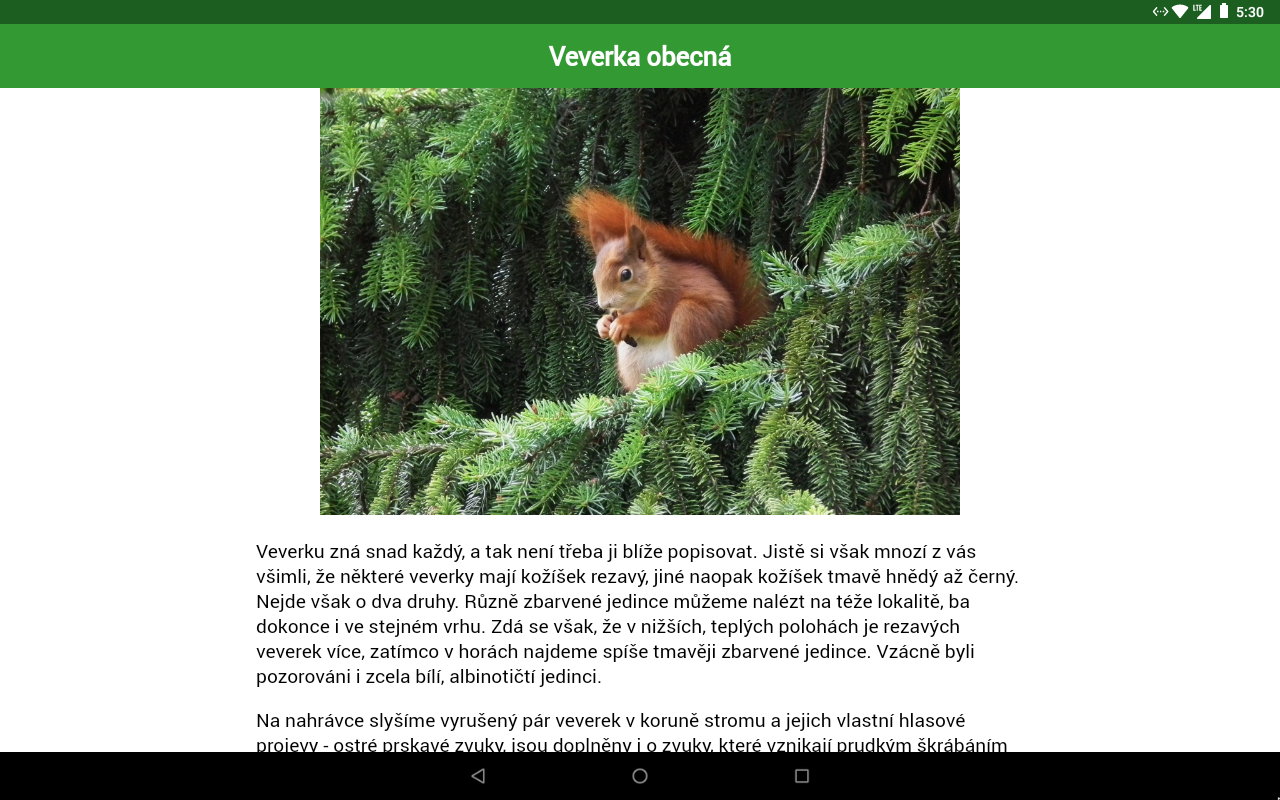 LTE 5:30
Veverka obecná
Veverku zná snad každý, a tak není třeba ji blíže popisovat. Jistě si však mnozí z vás
všimli, že některé veverky mají kožíšek rezavý, jiné naopak kožíšek tmavě hnědý až černý.
Nejde však o dva druhy. Různě zbarvené jedince můžeme nalézt na téže lokalitě, ba
dokonce i ve stejném vrhu. Zdá se však, že v nižších, teplých polohách je rezavých
veverek více, zatímco v horách najdeme spíše tmavěji zbarvené jedince. Vzácně byli
pozorováni i zcela bílí, albinotičtí jedinci.
Na nahrávce slyšíme vyrušený pár veverek v koruně stromu a jejich vlastní hlasové
projevy - ostré prskavé zvuky, jsou doplněny i o zvuky, které vznikají prudkým škrábáním